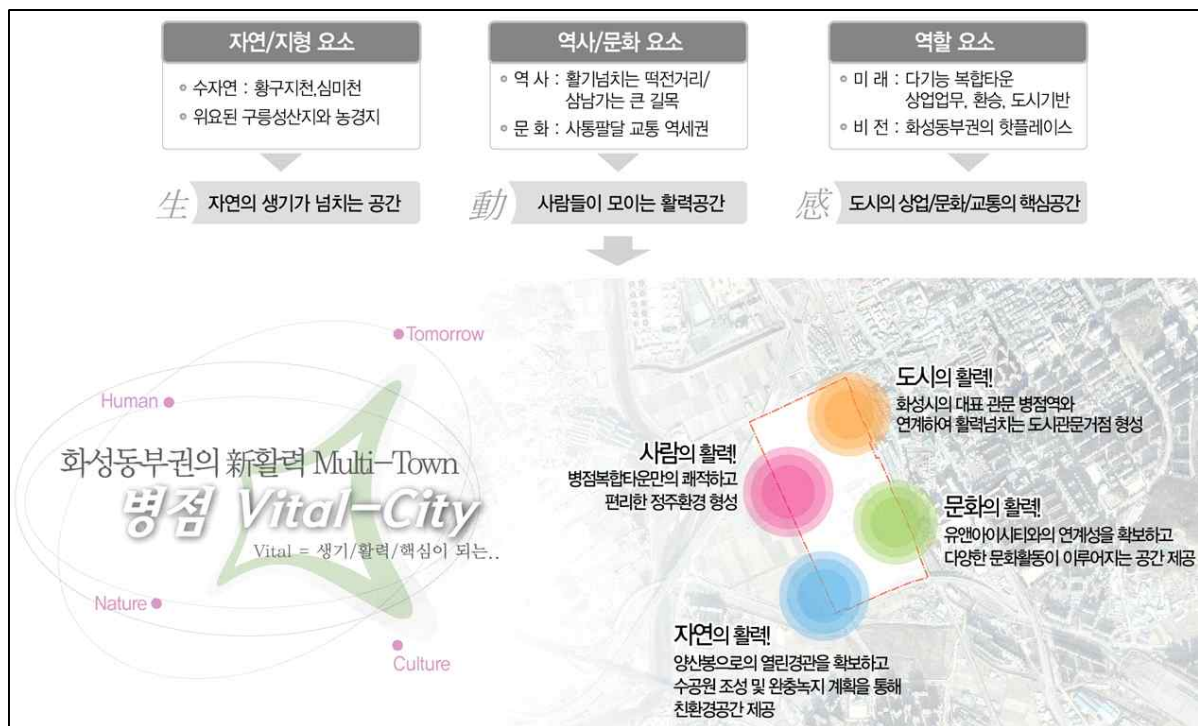 자연/지형 요소
수자연 : 황구지천,심미천
위요된 구릉성산지와 농경지
역사/문화 요소
역 사 : 활기넘치는 떡전거리/
삼남가는 큰 길목
문 화 : 사통팔달 교통 역세권
역할 요소
미 래 : 다기능 복합타운
상업업무, 환승, 도시기반
비 전 : 화성동부권의 핫플레이스
生 자연의 생기가 넘치는 공간
動 사람들이 모이는 활력공간
感 도시의 상업/문화/교통의 핵심공간
Tomorrow
Human
화성동부권의 新활력 Multi-Town
병점 Vital-City
Vital = 생기/활력/핵심이 되는..
Nature
Culture
도시의 활력!
화성시의 대표 관문 병점역와
연계하여 활력넘치는 도시관문거점 형성
사람의 활력!
병점복합타운만의 쾌적하고
편리한 정주환경 형성
문화의 활력!
유앤아이시티와의 연계성을 확보하고
다양한 문화활동이 이루어지는 공간 제공
자연의 활력!
양산봉으로의 열린경관을 확보하고
수공원 조성 및 완충녹지 계획을 통해
친환경공간 제공